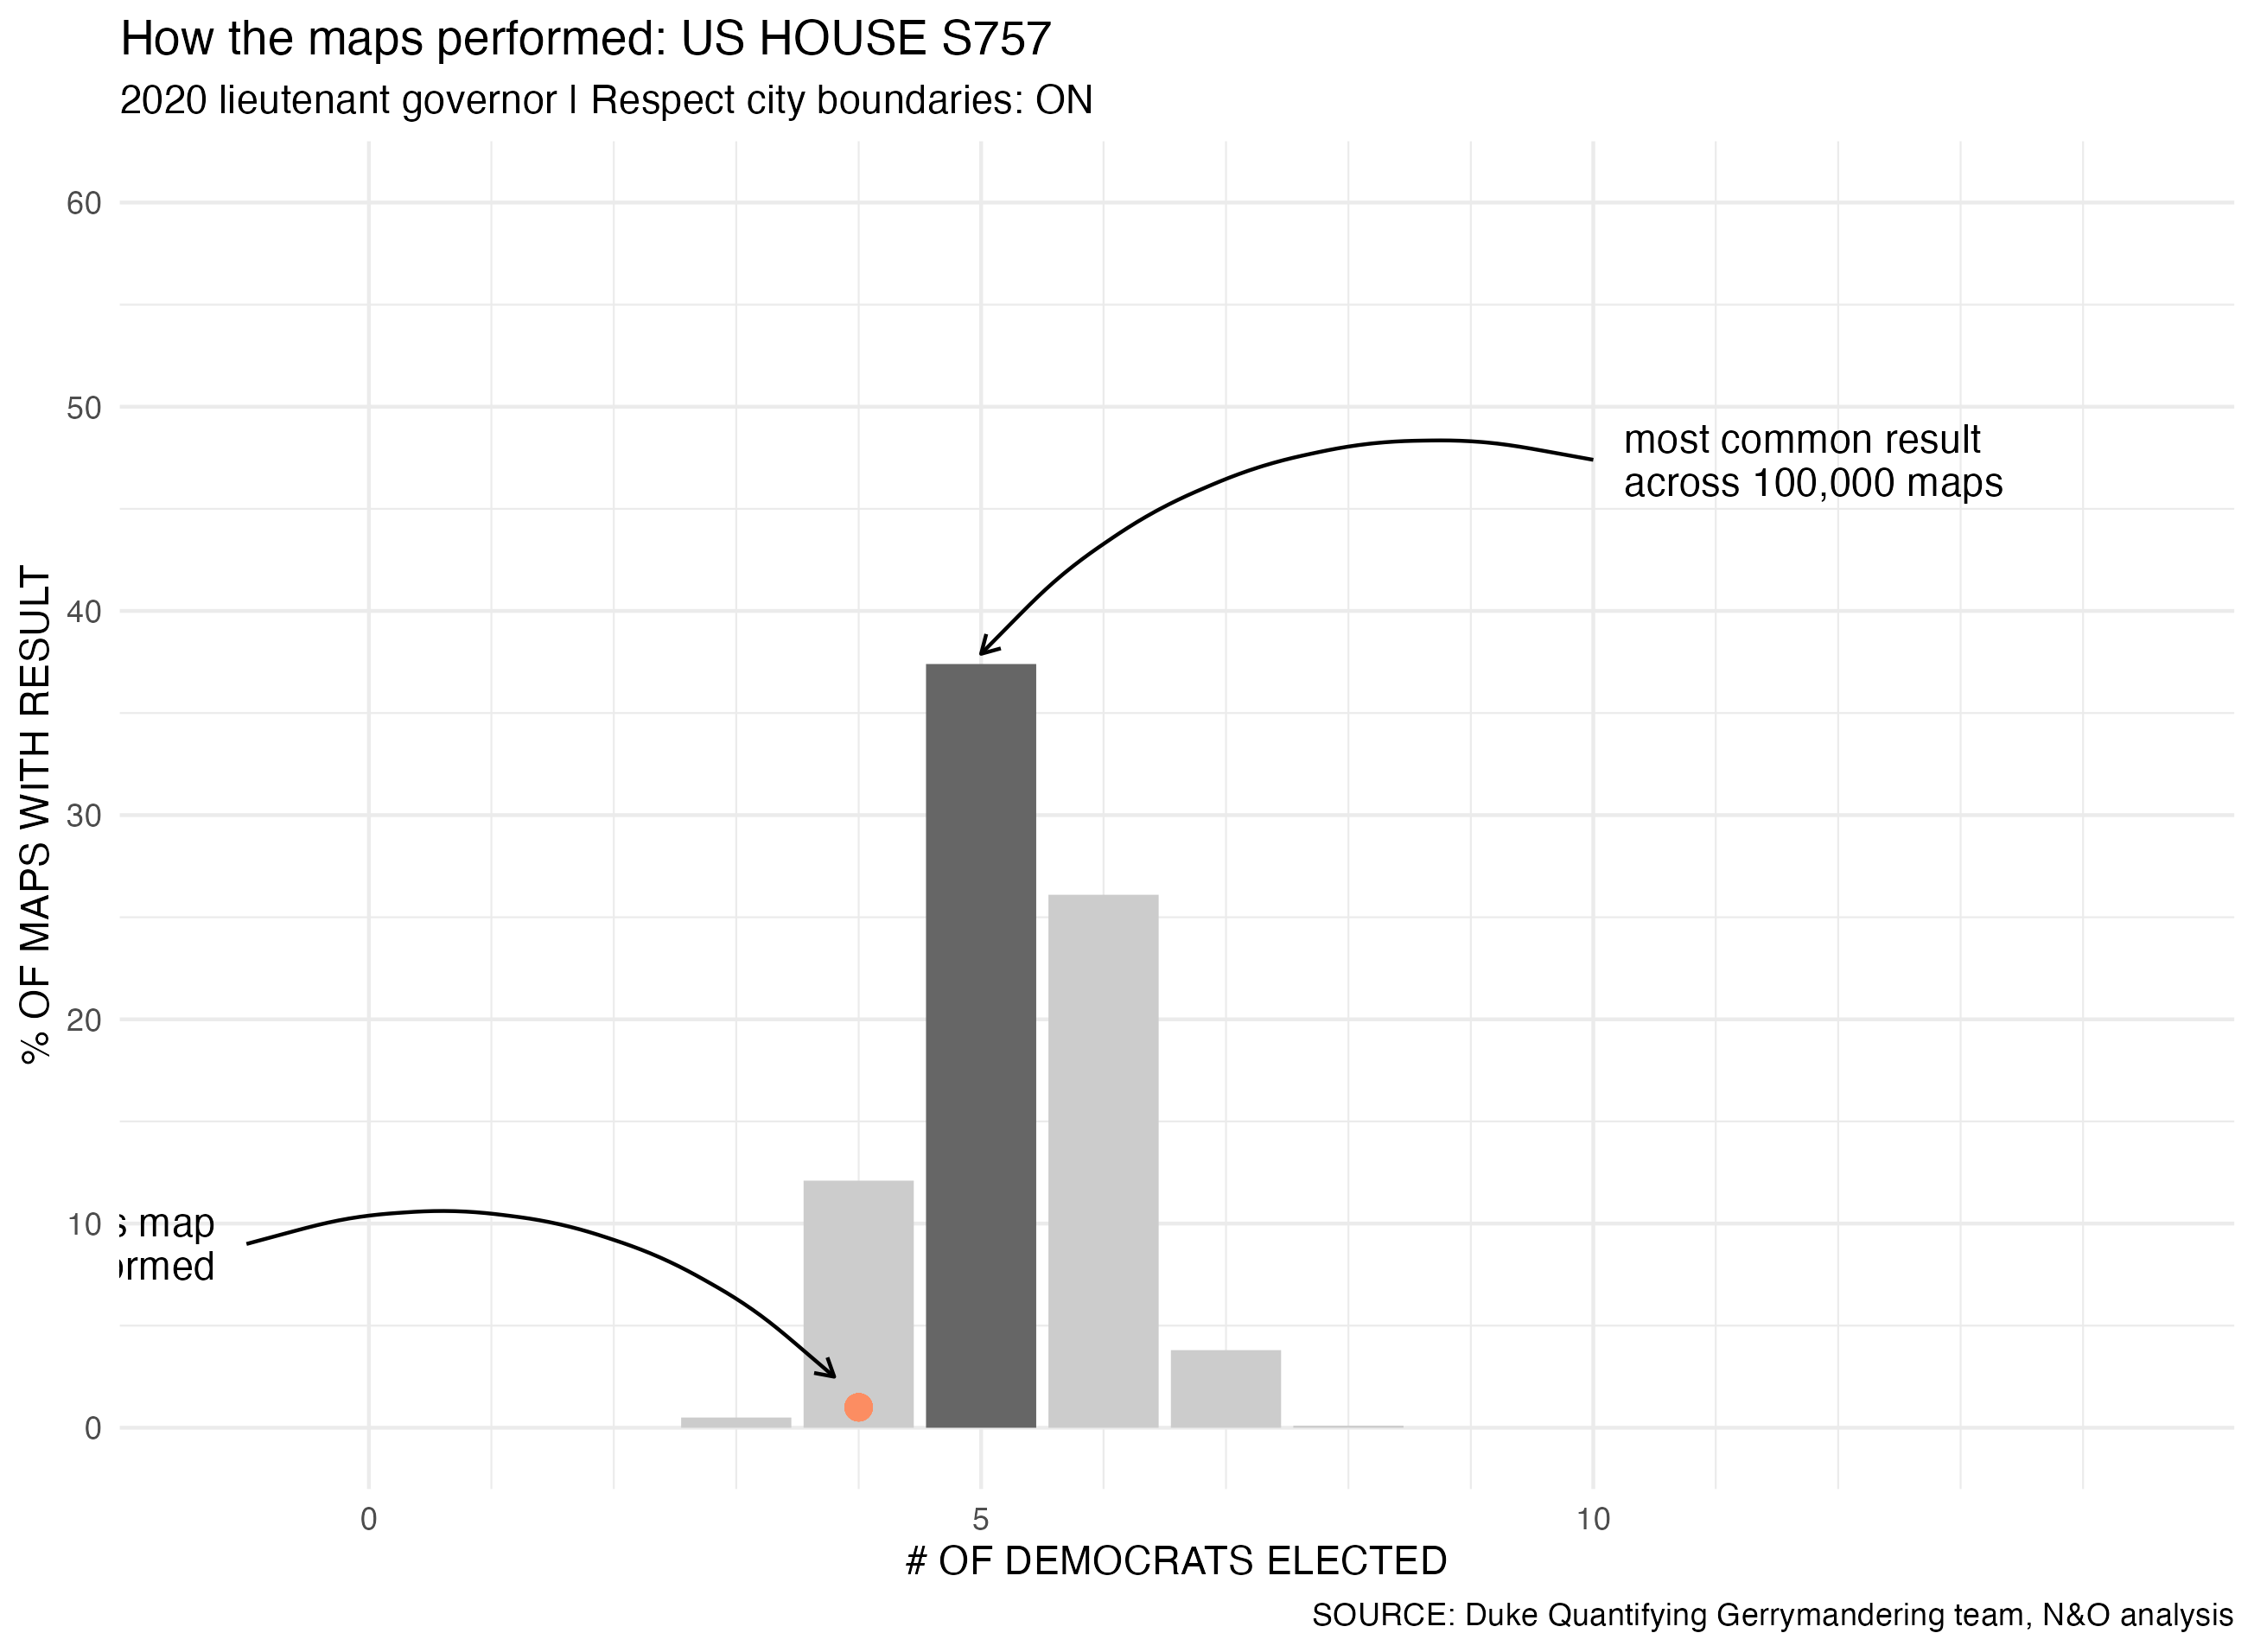 How the maps performed: US HOUSE S757
2020 lieutenant governor | Respect city boundaries: ON
% OF MAPS WITH RESULT
60
50
40
30
20
10
0
most common result
across 100,000 maps
s map
ormed
0
5
10
# OF DEMOCRATS ELECTED
SOURCE: Duke Quantifying Gerrymandering team, N&O analysis